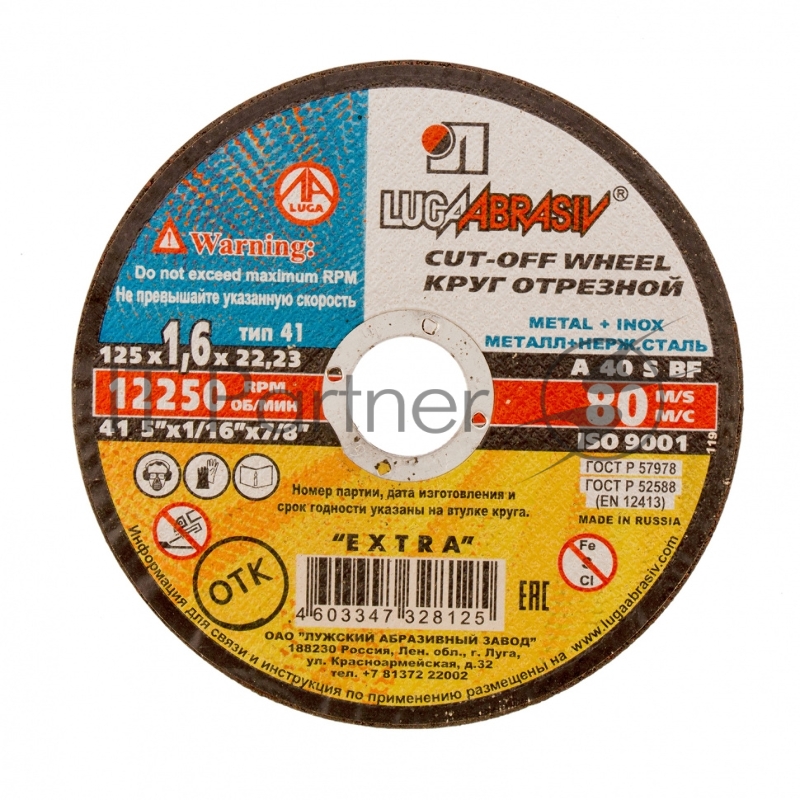 LUGA
LUGAABRASIV®
Warning:
Do not exceed maximum RPM
Не превышайте указанную скорость
CUT-OFF WHEEL
КРУГ ОТРЕЗНОЙ
METAL + INOX
МЕТАЛЛ+НЕРЖ.СТАЛЬ
тип 41
125 x 1,6 x 22,23
A 40 S BF
12250 RPM ОБ/МИН
80 M/S М/С
41 5"x1/16"x7/8"
ISO 9001
119
Partner
ГОСТ Р 57978
ГОСТ Р 52588
(EN 12413)
MADE IN RUSSIA
Номер партии, дата изготовления и
срок годности указаны на втулке круга.
"EXTRA"
Fe
S
Cl
ОТК
4 603347 328125
EAC
ОАО "ЛУЖСКИЙ АБРАЗИВНЫЙ ЗАВОД"
188230 Россия, Лен. обл., г. Луга,
ул. Красноармейская, д.32
тел. +7 81372 22002
Информация для связи и инструкция по применению размещены на www.lugaabrasiv.com